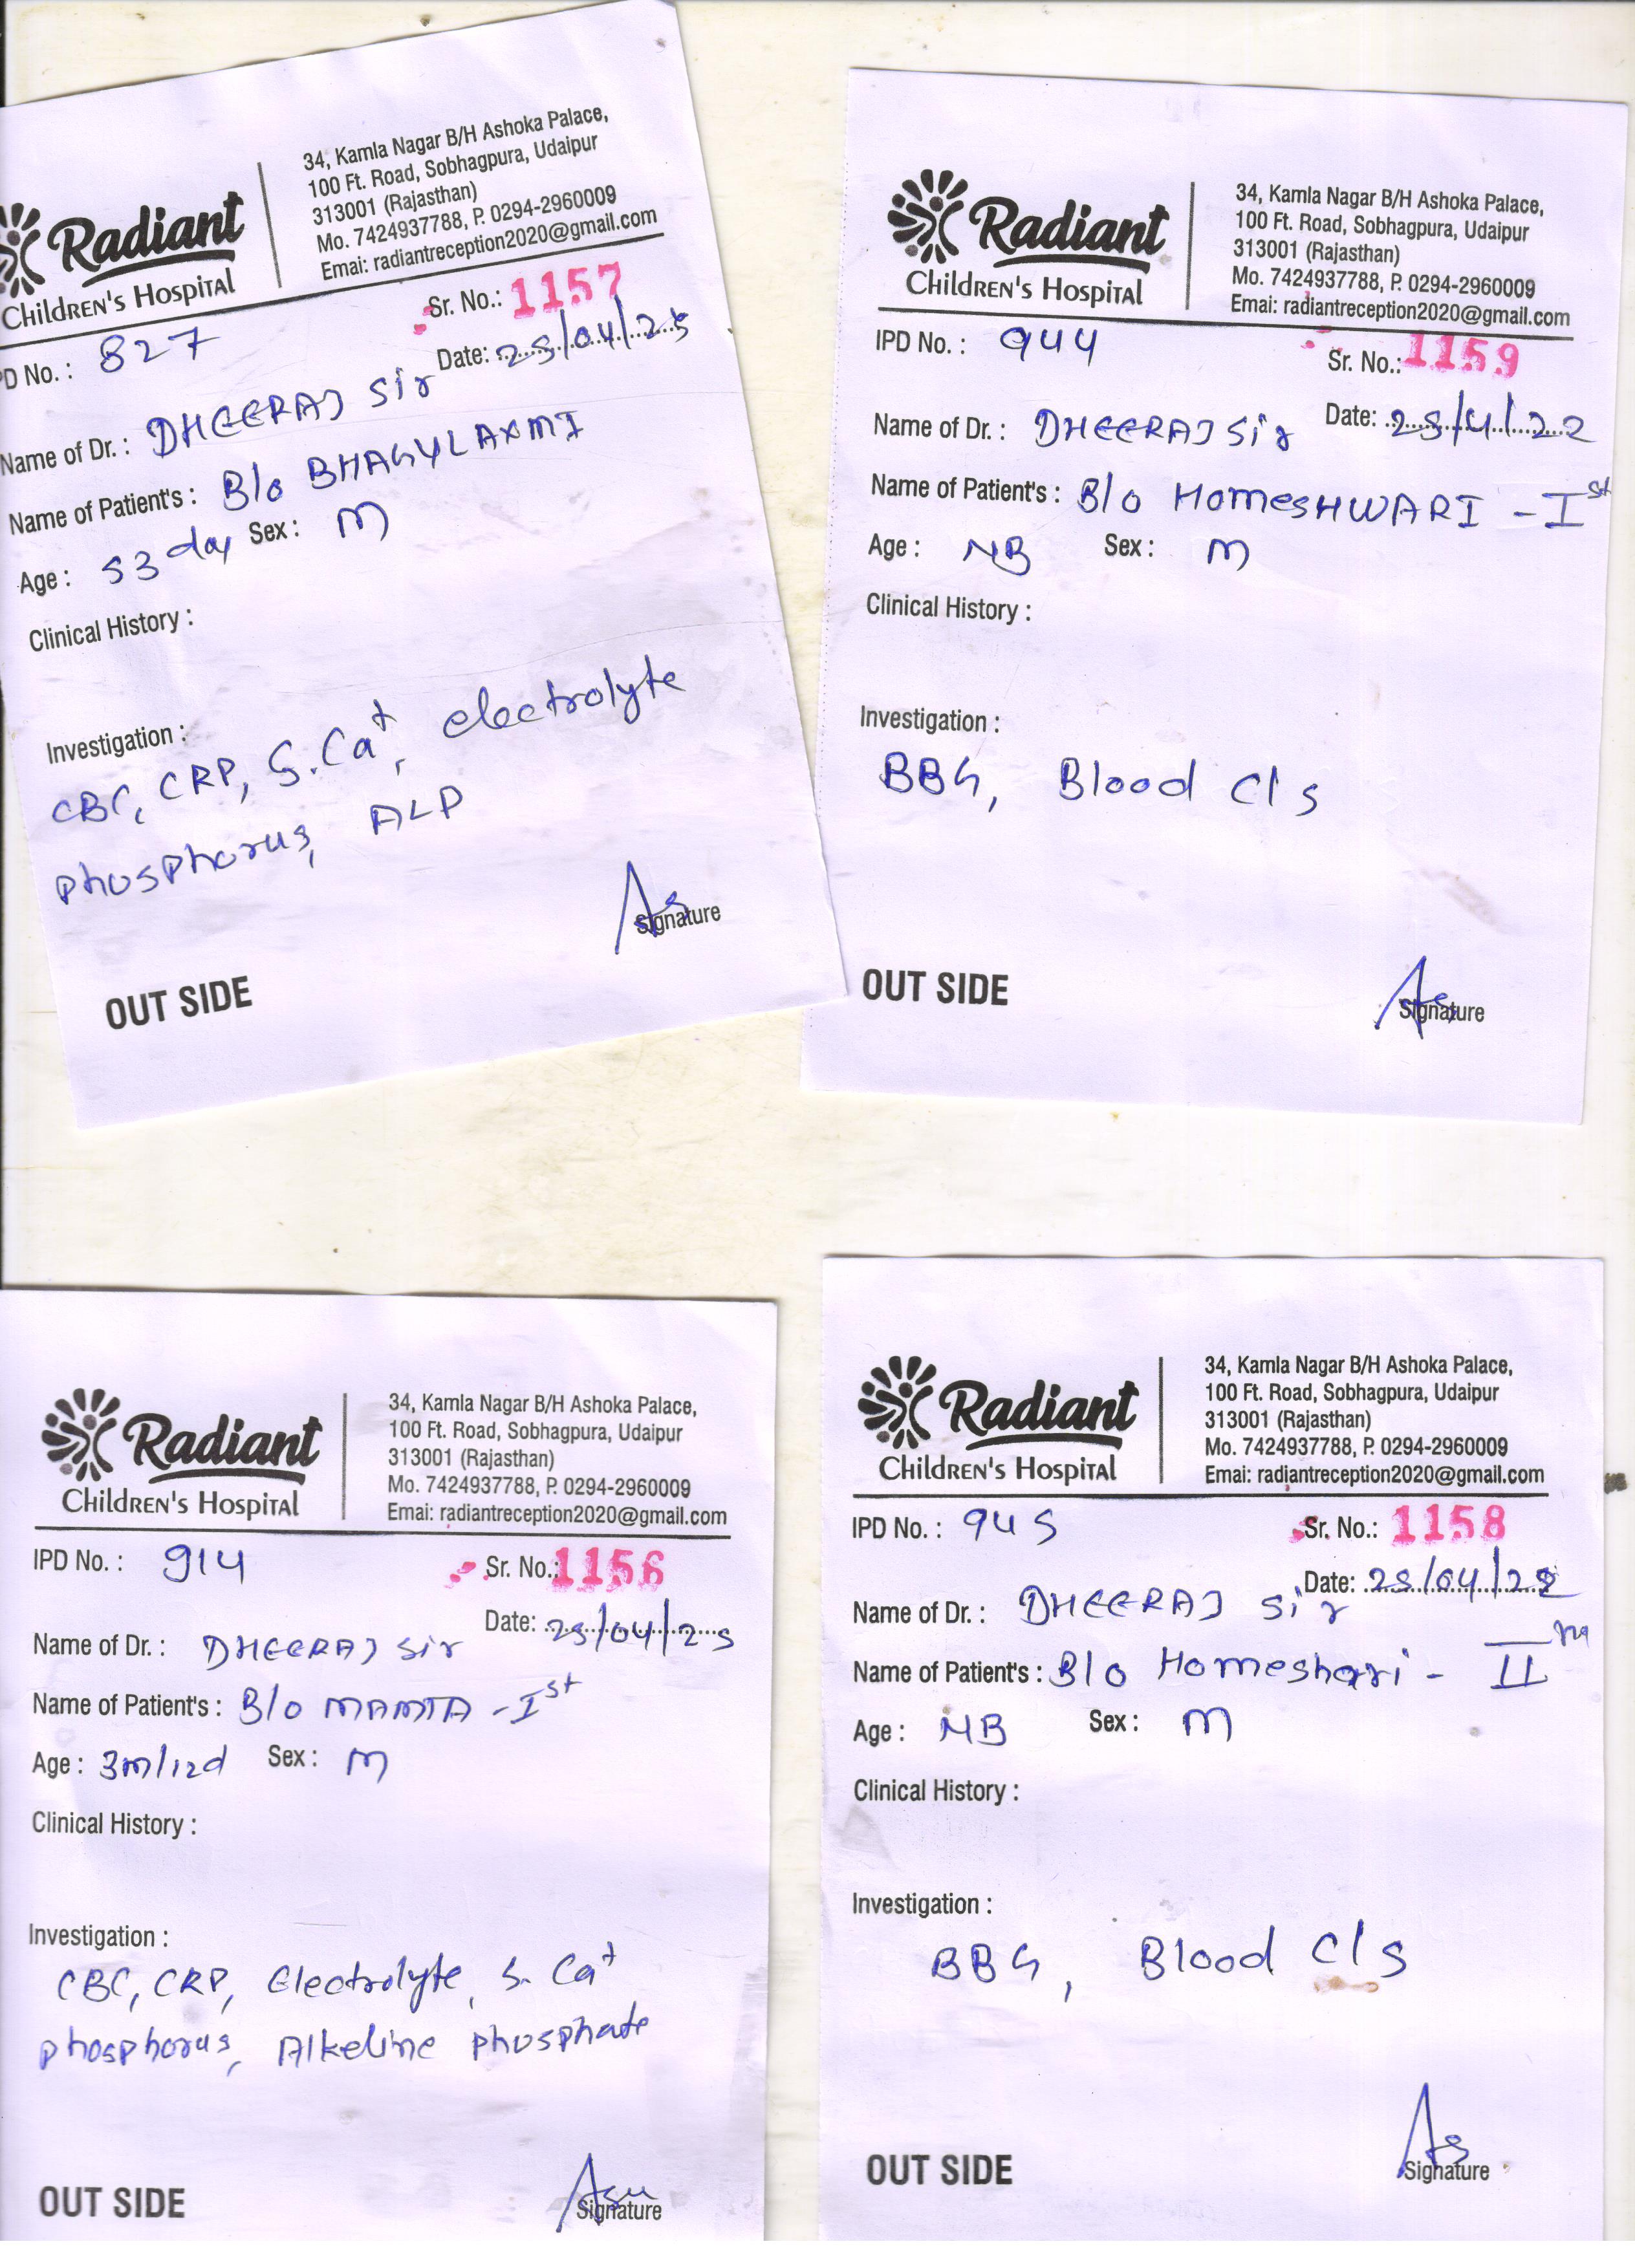 Radiant
Children's Hospital
34, Kamla Nagar B/H Ashoka Palace,
100 Ft. Road, Sobhagpura, Udaipur
313001 (Rajasthan)
Mo. 7424937788, P. 0294-2960009
Emai: radiantreception2020@gmail.com
D No. : 827
Sr. No.: 1157
Date: 25/04/25
Name of Dr. : DHEERAJ Sir
Name of Patient's : B/o BHAGYLAXMI
Age : 53 day Sex : M
Clinical History :
Investigation :
CBC, CRP, S.Ca+, electrolyte
phosphorus, ALP
Signature
OUT SIDE
Radiant
Children's Hospital
34, Kamla Nagar B/H Ashoka Palace,
100 Ft. Road, Sobhagpura, Udaipur
313001 (Rajasthan)
Mo. 7424937788, P. 0294-2960009
Emai: radiantreception2020@gmail.com
IPD No. : 944
Sr. No.: 1159
Date: 25/4/22
Name of Dr. : DHEERAJ Sir
Name of Patient's : B/o HOMESHWARI - Ist
Age : NB Sex : M
Clinical History :
Investigation :
BBG, Blood C/s
Signature
OUT SIDE
Radiant
Children's Hospital
34, Kamla Nagar B/H Ashoka Palace,
100 Ft. Road, Sobhagpura, Udaipur
313001 (Rajasthan)
Mo. 7424937788, P. 0294-2960009
Emai: radiantreception2020@gmail.com
IPD No. : 914
Sr. No.: 1156
Date: 25/04/25
Name of Dr. : DHEERAJ Sir
Name of Patient's : B/o MAMTA - Ist
Age : 3m/12d Sex : M
Clinical History :
Investigation :
CBC, CRP, Electrolyte, S. Ca+
phosphorus, Alkeline phosphate
Signature
OUT SIDE
Radiant
Children's Hospital
34, Kamla Nagar B/H Ashoka Palace,
100 Ft. Road, Sobhagpura, Udaipur
313001 (Rajasthan)
Mo. 7424937788, P. 0294-2960009
Emai: radiantreception2020@gmail.com
IPD No. : 945
Sr. No.: 1158
Date: 25/04/22
Name of Dr. : DHEERAJ Sir
Name of Patient's : B/o Homeshari - II
Age : NB Sex : M
Clinical History :
Investigation :
BBG, Blood C/s
Signature
OUT SIDE